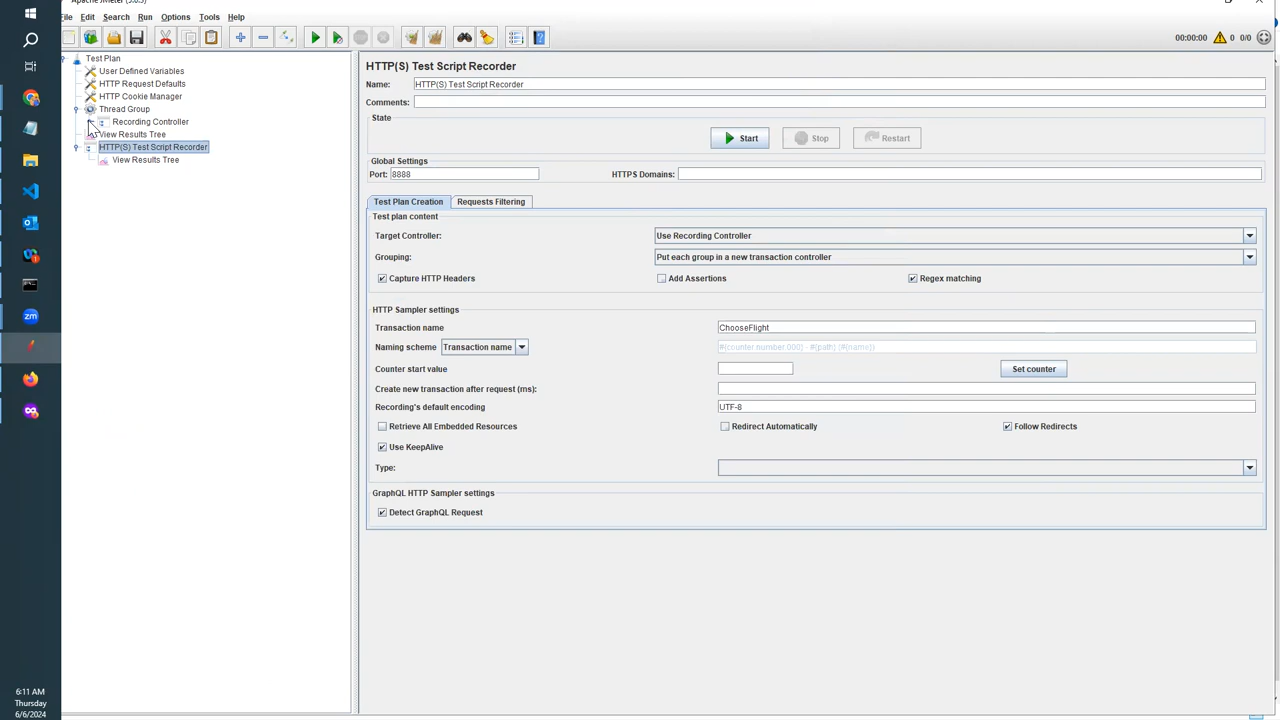 File Edit Search Run Options Tools Help
00:00:00 0 0/0
Test Plan
User Defined Variables
HTTP Request Defaults
HTTP Cookie Manager
Thread Group
Recording Controller
View Results Tree
HTTP(S) Test Script Recorder
View Results Tree
HTTP(S) Test Script Recorder
Name: HTTP(S) Test Script Recorder
Comments:
State
Start Stop Restart
Global Settings
Port: 8888 HTTPS Domains:
Test Plan Creation Requests Filtering
Test plan content
Target Controller: Use Recording Controller
Grouping: Put each group in a new transaction controller
Capture HTTP Headers Add Assertions Regex matching
HTTP Sampler settings
Transaction name ChooseFlight
Naming scheme Transaction name #{counter.number,000} - #{path} (#{name})
Counter start value Set counter
Create new transaction after request (ms):
Recording's default encoding UTF-8
Retrieve All Embedded Resources Redirect Automatically Follow Redirects
Use KeepAlive
Type:
GraphQL HTTP Sampler settings
Detect GraphQL Request
zm
6:11 AM
Thursday
6/6/2024